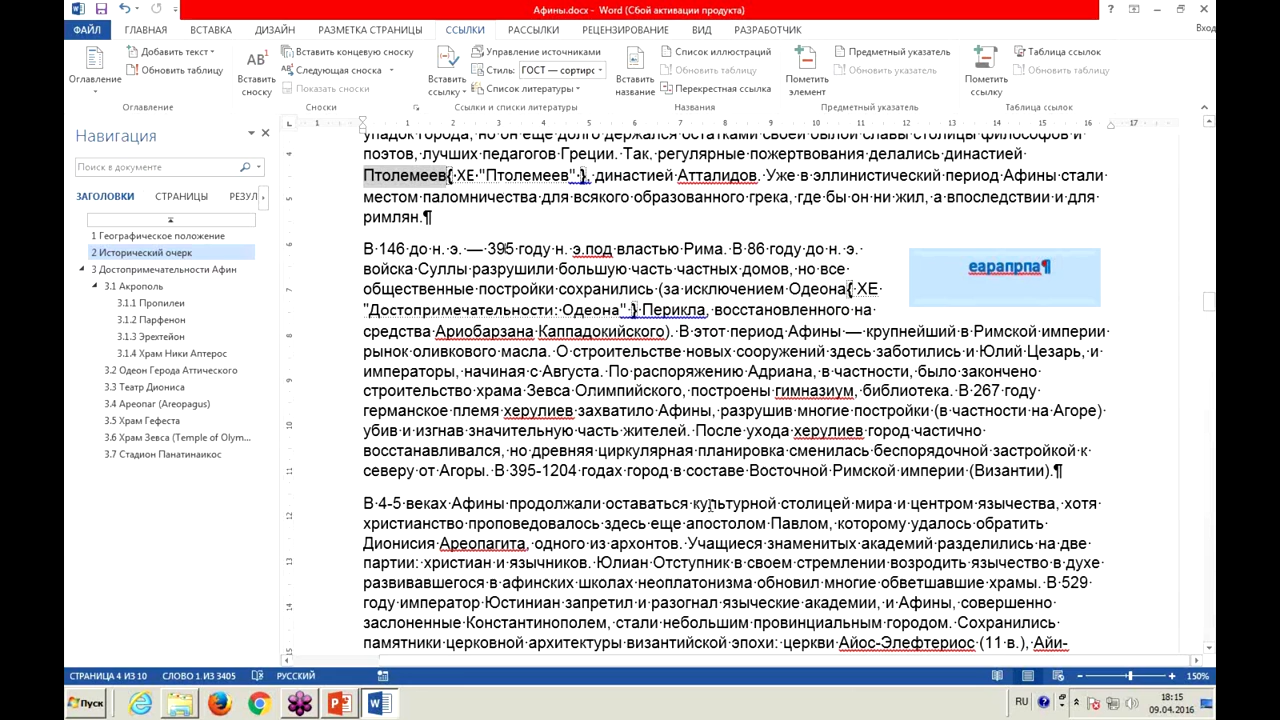 Афины.docx - Word (Сбой активации продукта)
ФАЙЛ ГЛАВНАЯ ВСТАВКА ДИЗАЙН РАЗМЕТКА СТРАНИЦЫ ССЫЛКИ РАССЫЛКИ РЕЦЕНЗИРОВАНИЕ ВИД РАЗРАБОТЧИК Вход
Оглавление
Добавить текст
Обновить таблицу
Оглавление
Вставить сноску
Вставить концевую сноску
Следующая сноска
Показать сноски
Сноски
Вставить ссылку
Управление источниками
Стиль: ГОСТ — сортирс
Список литературы
Ссылки и списки литературы
Вставить название
Список иллюстраций
Обновить таблицу
Перекрестная ссылка
Названия
Пометить элемент
Предметный указатель
Обновить указатель
Предметный указатель
Пометить ссылку
Таблица ссылок
Обновить таблицу
Таблица ссылок
Навигация
Поиск в документе
ЗАГОЛОВКИ СТРАНИЦЫ РЕЗУЛ
1 Географическое положение
2 Исторический очерк
3 Достопримечательности Афин
3.1 Акрополь
3.1.1 Пропилеи
3.1.2 Парфенон
3.1.3 Эрехтейон
3.1.4 Храм Ники Аптерос
3.2 Одеон Герода Аттического
3.3 Театр Диониса
3.4 Ареопаг (Areopagus)
3.5 Храм Гефеста
3.6 Храм Зевса (Temple of Olym...
3.7 Стадион Панатинаикос
упадок города, но он еще долго держался остатками своей былой славы столицы философов и
поэтов, лучших педагогов Греции. Так, регулярные пожертвования делались династией
Птолемеев{ XE "Птолемеев" }, династией Атталидов. Уже в эллинистический период Афины стали
местом паломничества для всякого образованного грека, где бы он ни жил, а впоследствии и для
римлян.¶
В 146 до н. э. — 395 году н. э.под властью Рима. В 86 году до н. э.
войска Суллы разрушили большую часть частных домов, но все
общественные постройки сохранились (за исключением Одеона{ XE
"Достопримечательности: Одеона" } Перикла, восстановленного на
средства Ариобарзана Каппадокийского). В этот период Афины — крупнейший в Римской империи
рынок оливкового масла. О строительстве новых сооружений здесь заботились и Юлий Цезарь, и
императоры, начиная с Августа. По распоряжению Адриана, в частности, было закончено
строительство храма Зевса Олимпийского, построены гимназиум, библиотека. В 267 году
германское племя херулиев захватило Афины, разрушив многие постройки (в частности на Агоре)
убив и изгнав значительную часть жителей. После ухода херулиев город частично
восстанавливался, но древняя циркулярная планировка сменилась беспорядочной застройкой к
северу от Агоры. В 395-1204 годах город в составе Восточной Римской империи (Византии).¶
еарапрпа¶
В 4-5 веках Афины продолжали оставаться культурной столицей мира и центром язычества, хотя
христианство проповедовалось здесь еще апостолом Павлом, которому удалось обратить
Дионисия Ареопагита, одного из архонтов. Учащиеся знаменитых академий разделились на две
партии: христиан и язычников. Юлиан Отступник в своем стремлении возродить язычество в духе
развивавшегося в афинских школах неоплатонизма обновил многие обветшавшие храмы. В 529
году император Юстиниан запретил и разогнал языческие академии, и Афины, совершенно
заслоненные Константинополем, стали небольшим провинциальным городом. Сохранились
памятники церковной архитектуры византийской эпохи: церкви Айос-Элефтериос (11 в.), Айи-
СТРАНИЦА 4 ИЗ 10 СЛОВО 1 ИЗ 3405 РУССКИЙ 150%
Пуск RU 18:15
09.04.2016